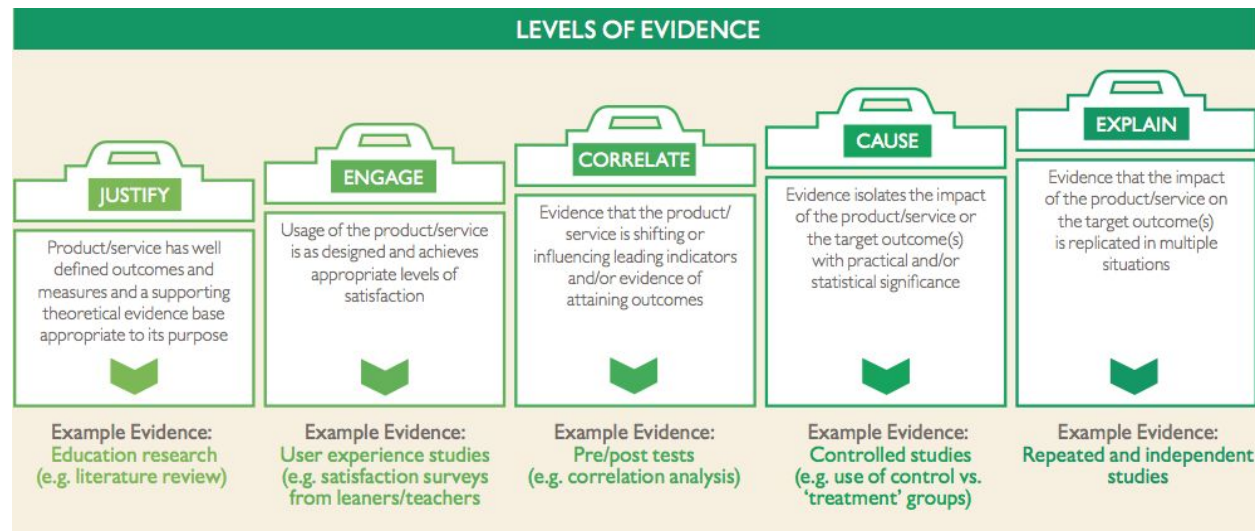 LEVELS OF EVIDENCE
JUSTIFY
Product/service has well
defined outcomes and
measures and a supporting
theoretical evidence base
appropriate to its purpose
Example Evidence:
Education research
(e.g. literature review)
ENGAGE
Usage of the product/service
is as designed and achieves
appropriate levels of
satisfaction
Example Evidence:
User experience studies
(e.g. satisfaction surveys
from leaners/teachers
CORRELATE
Evidence that the product/
service is shifting or
influencing leading indicators
and/or evidence of
attaining outcomes
Example Evidence:
Pre/post tests
(e.g. correlation analysis)
CAUSE
Evidence isolates the impact
of the product/service or
the target outcome(s)
with practical and/or
statistical significance
Example Evidence:
Controlled studies
(e.g. use of control vs.
‘treatment’ groups)
EXPLAIN
Evidence that the impact
of the product/service on
the target outcome(s)
is replicated in multiple
situations
Example Evidence:
Repeated and independent
studies